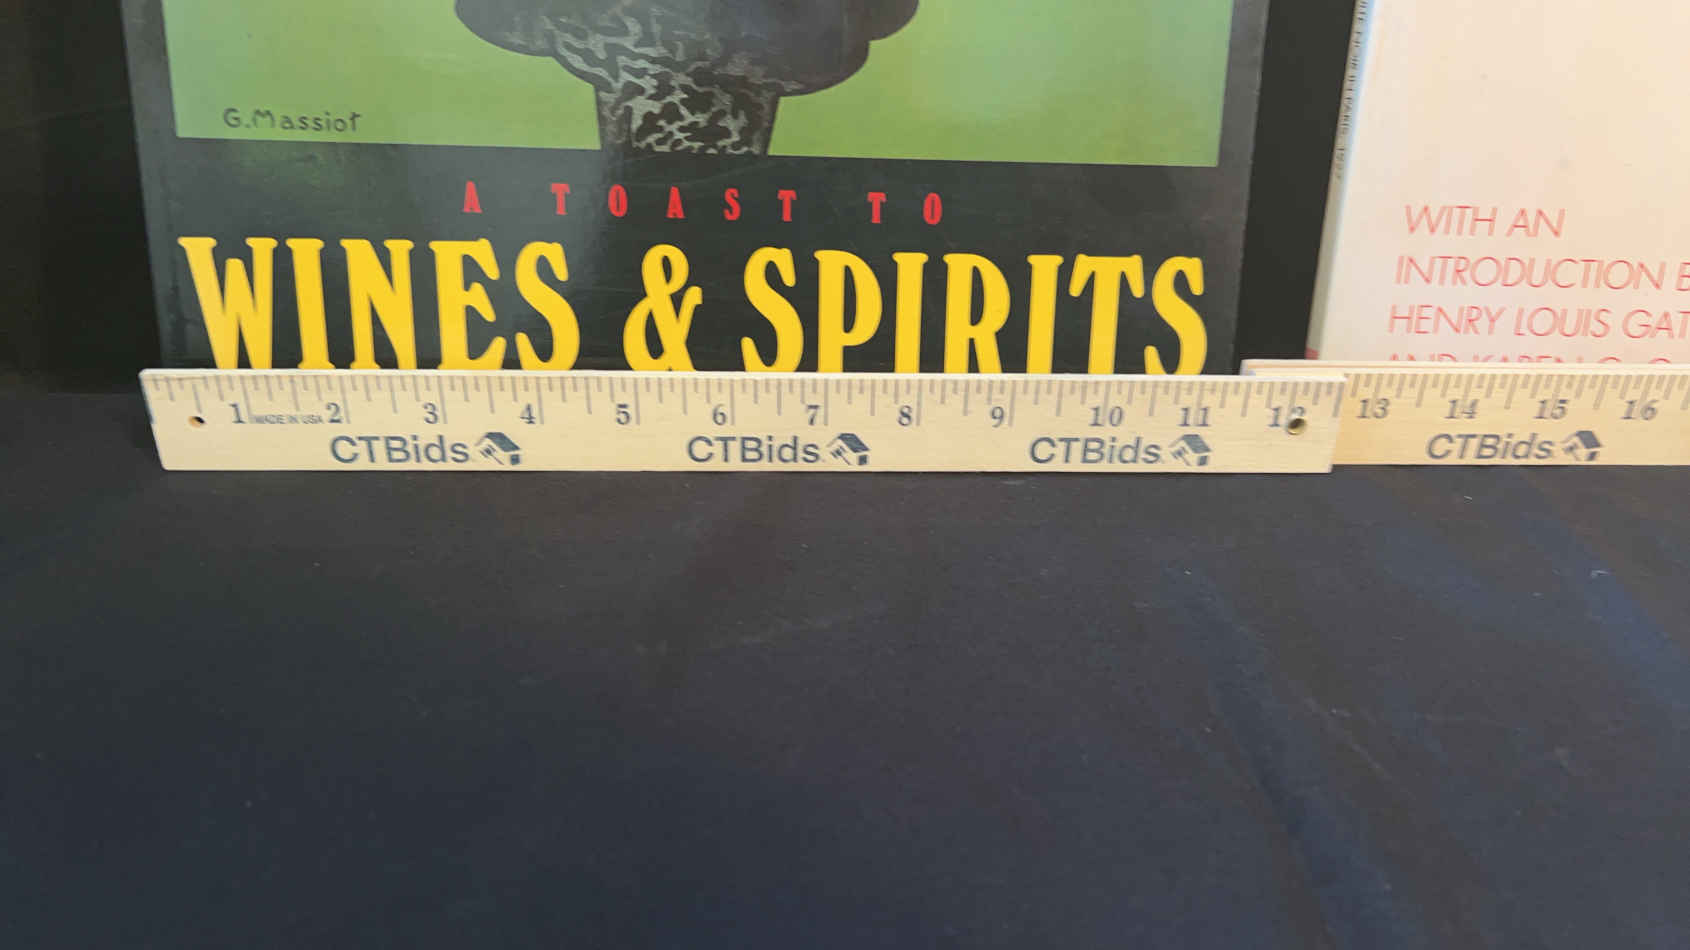 G.Massiot
A TOAST TO
WINES & SPIRITS
WITH AN
INTRODUCTION
HENRY LOUIS
1 MADE IN USA 2 3 4 5 6 7 8 9 10 11 12 13 14 15 16
CTBids CTBids CTBids CTBids